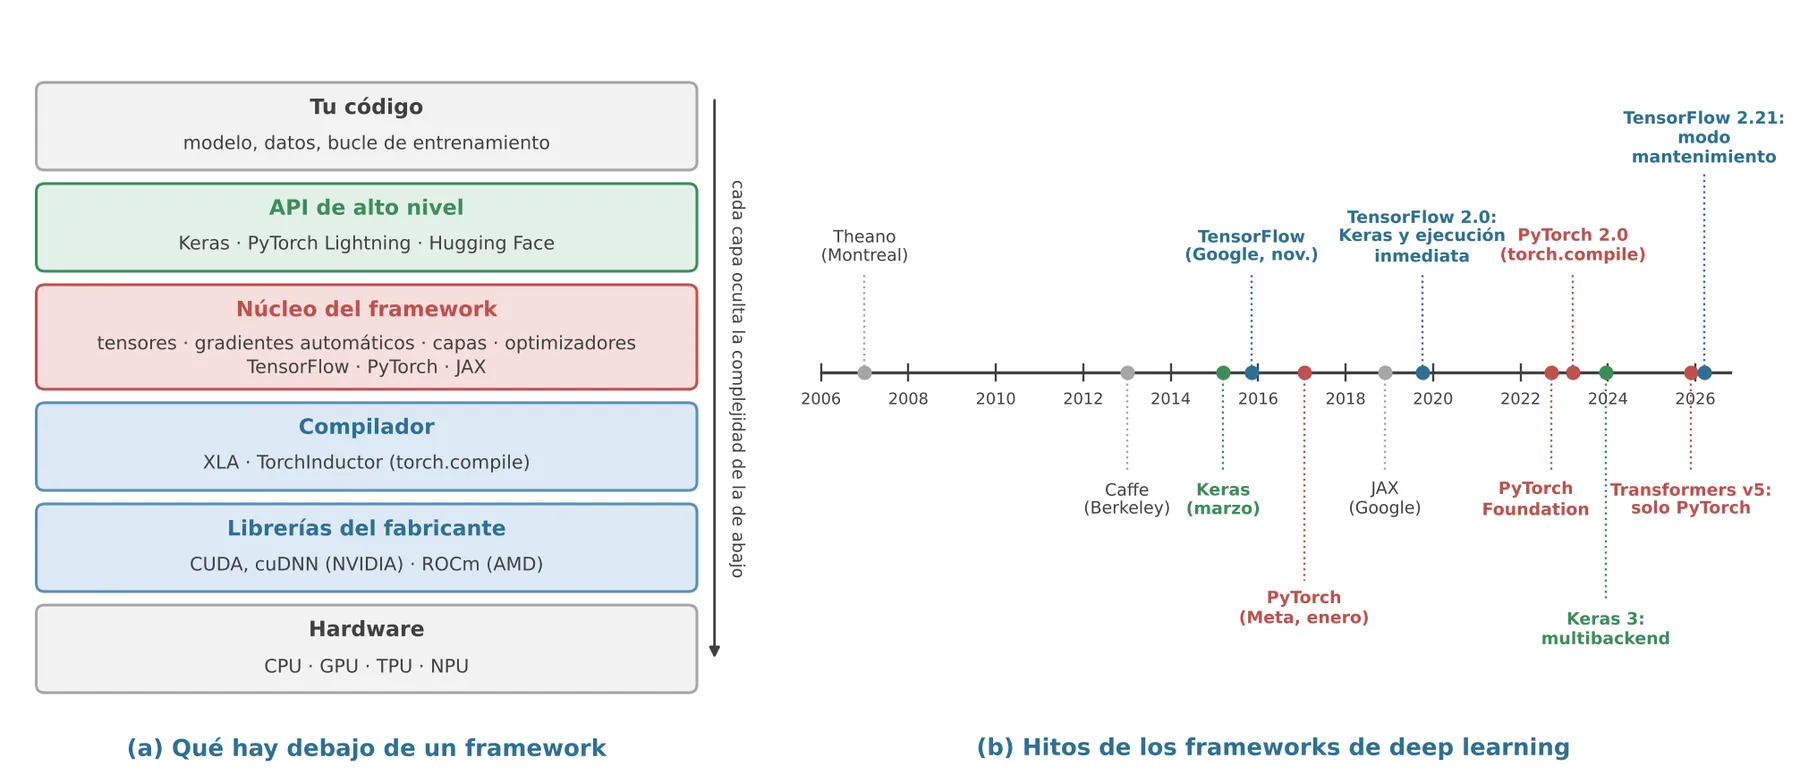 Tu código
modelo, datos, bucle de entrenamiento
API de alto nivel
Keras · PyTorch Lightning · Hugging Face
Núcleo del framework
tensores · gradientes automáticos · capas · optimizadores
TensorFlow · PyTorch · JAX
Compilador
XLA · TorchInductor (torch.compile)
Librerías del fabricante
CUDA, cuDNN (NVIDIA) · ROCm (AMD)
Hardware
CPU · GPU · TPU · NPU
cada capa oculta la complejidad de la de abajo
(a) Qué hay debajo de un framework
TensorFlow 2.21:
modo
mantenimiento
Theano
(Montreal)
TensorFlow
(Google, nov.)
TensorFlow 2.0:
Keras y ejecución
inmediata
PyTorch 2.0
(torch.compile)
2006 2008 2010 2012 2014 2016 2018 2020 2022 2024 2026
Caffe
(Berkeley)
Keras
(marzo)
JAX
(Google)
PyTorch
Foundation
Transformers v5:
solo PyTorch
PyTorch
(Meta, enero)
Keras 3:
multibackend
(b) Hitos de los frameworks de deep learning